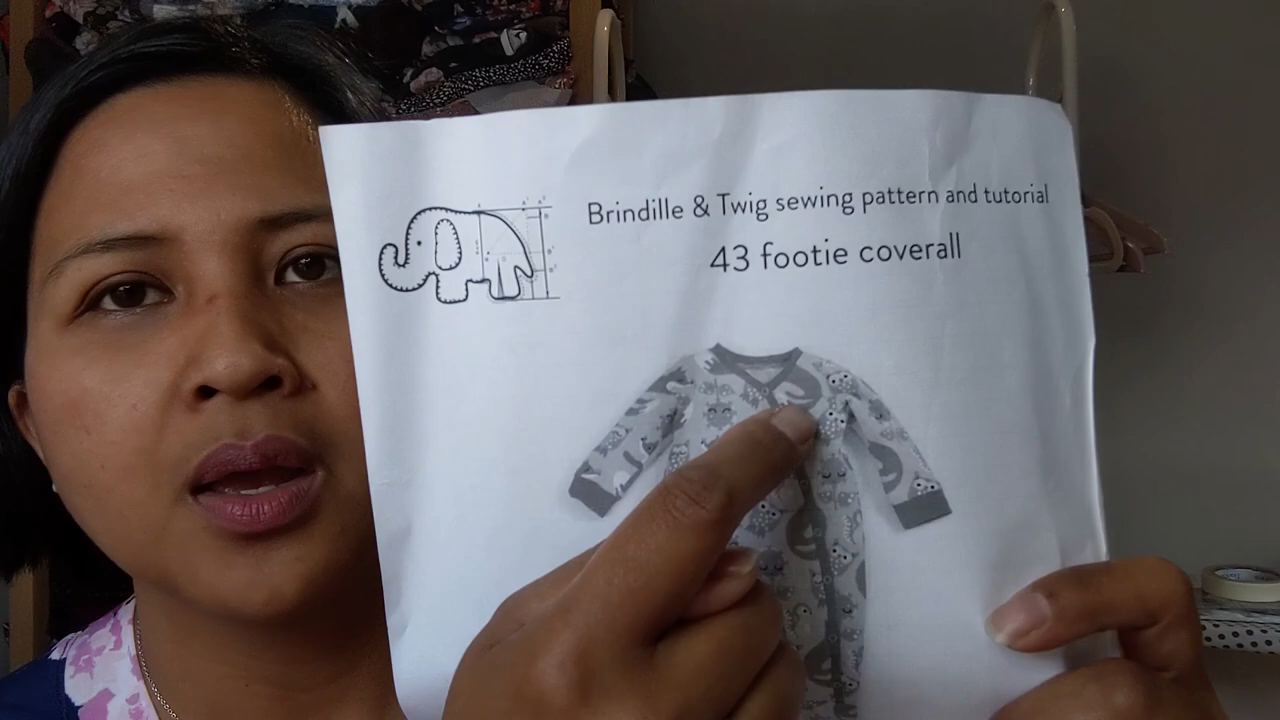 Brindille & Twig sewing pattern and tutorial
43 footie coverall